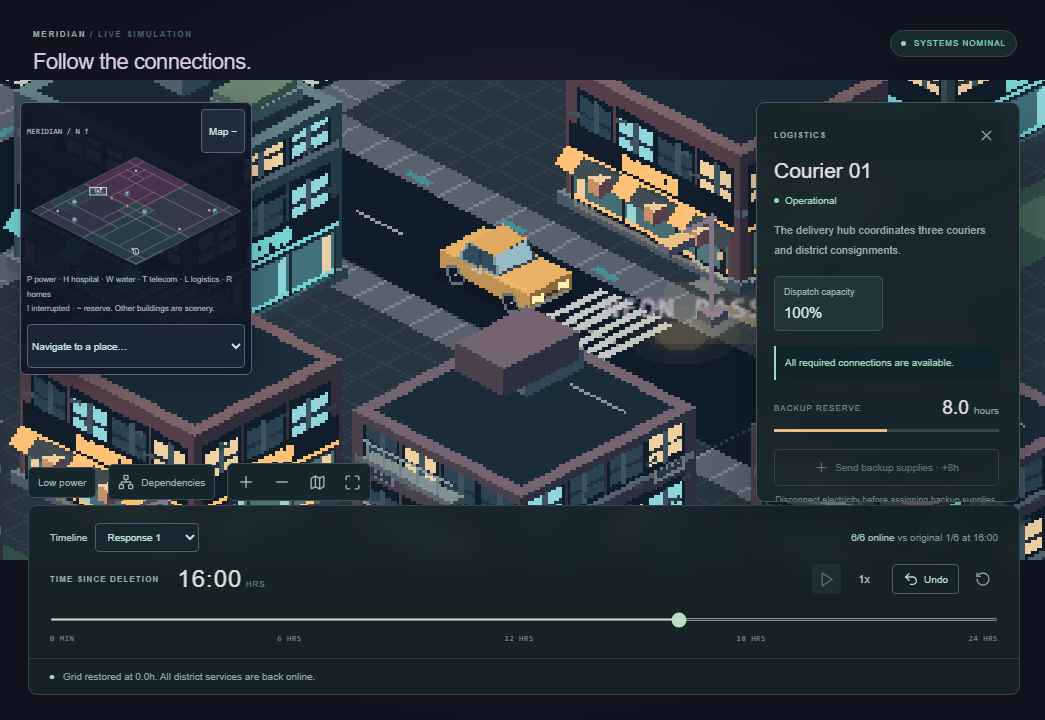 MERIDIAN / LIVE SIMULATION
Follow the connections.
SYSTEMS NOMINAL
MERIDIAN / N ↑
Map −
P power · H hospital · W water · T telecom · L logistics · R
homes
! interrupted · ~ reserve. Other buildings are scenery.
Navigate to a place...
LOGISTICS
Courier 01
Operational
The delivery hub coordinates three couriers
and district consignments.
Dispatch capacity
100%
All required connections are available.
BACKUP RESERVE
8.0 hours
Send backup supplies · +8h
Disconnect electricity before assigning backup supplies
Low power
Dependencies
Timeline
Response 1
6/6 online vs original 1/6 at 16:00
TIME SINCE DELETION
16:00 HRS
1x
Undo
0 MIN
6 HRS
12 HRS
18 HRS
24 HRS
Grid restored at 0.0h. All district services are back online.